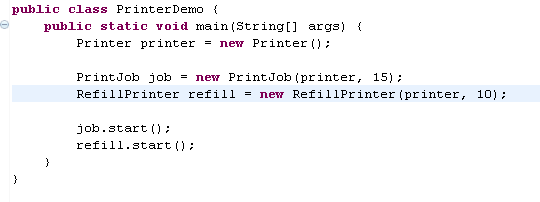 public class PrinterDemo {
    public static void main(String[] args) {
        Printer printer = new Printer();

        PrintJob job = new PrintJob(printer, 15);
        RefillPrinter refill = new RefillPrinter(printer, 10);

        job.start();
        refill.start();
    }
}